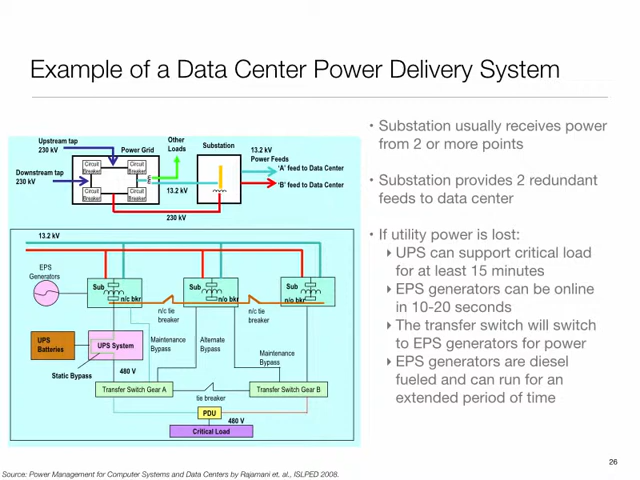 Example of a Data Center Power Delivery System
Upstream tap
230 kV
Power Grid
Other
Loads
Substation
13.2 kV
Power Feeds
Circuit
Breaker
Circuit
Breaker
'A' feed to Data Center
Downstream tap
230 kV
'B' feed to Data Center
Circuit
Breaker
Circuit
Breaker
13.2 kV
230 kV
13.2 kV
EPS
Generators
Sub
n/c bkr
Sub
n/o bkr
Sub
n/o bkr
n/c tie
breaker
n/c tie
breaker
UPS
Batteries
UPS System
Maintenance
Bypass
Alternate
Bypass
Maintenance
Bypass
Static Bypass
480 V
Transfer Switch Gear A
Transfer Switch Gear B
tie breaker
PDU
480 V
Critical Load
• Substation usually receives power
from 2 or more points
• Substation provides 2 redundant
feeds to data center
• If utility power is lost:
UPS can support critical load
for at least 15 minutes
EPS generators can be online
in 10-20 seconds
The transfer switch will switch
to EPS generators for power
EPS generators are diesel
fueled and can run for an
extended period of time
26
Source: Power Management for Computer Systems and Data Centers by Rajamani et. al., ISLPED 2008.